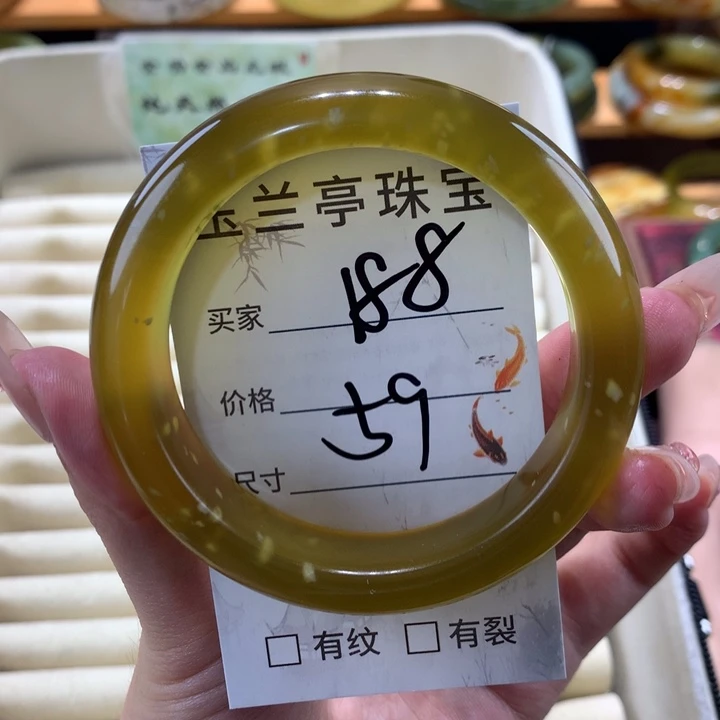 玉兰亭珠宝
买家 188
价格 59
尺寸
有纹 有裂